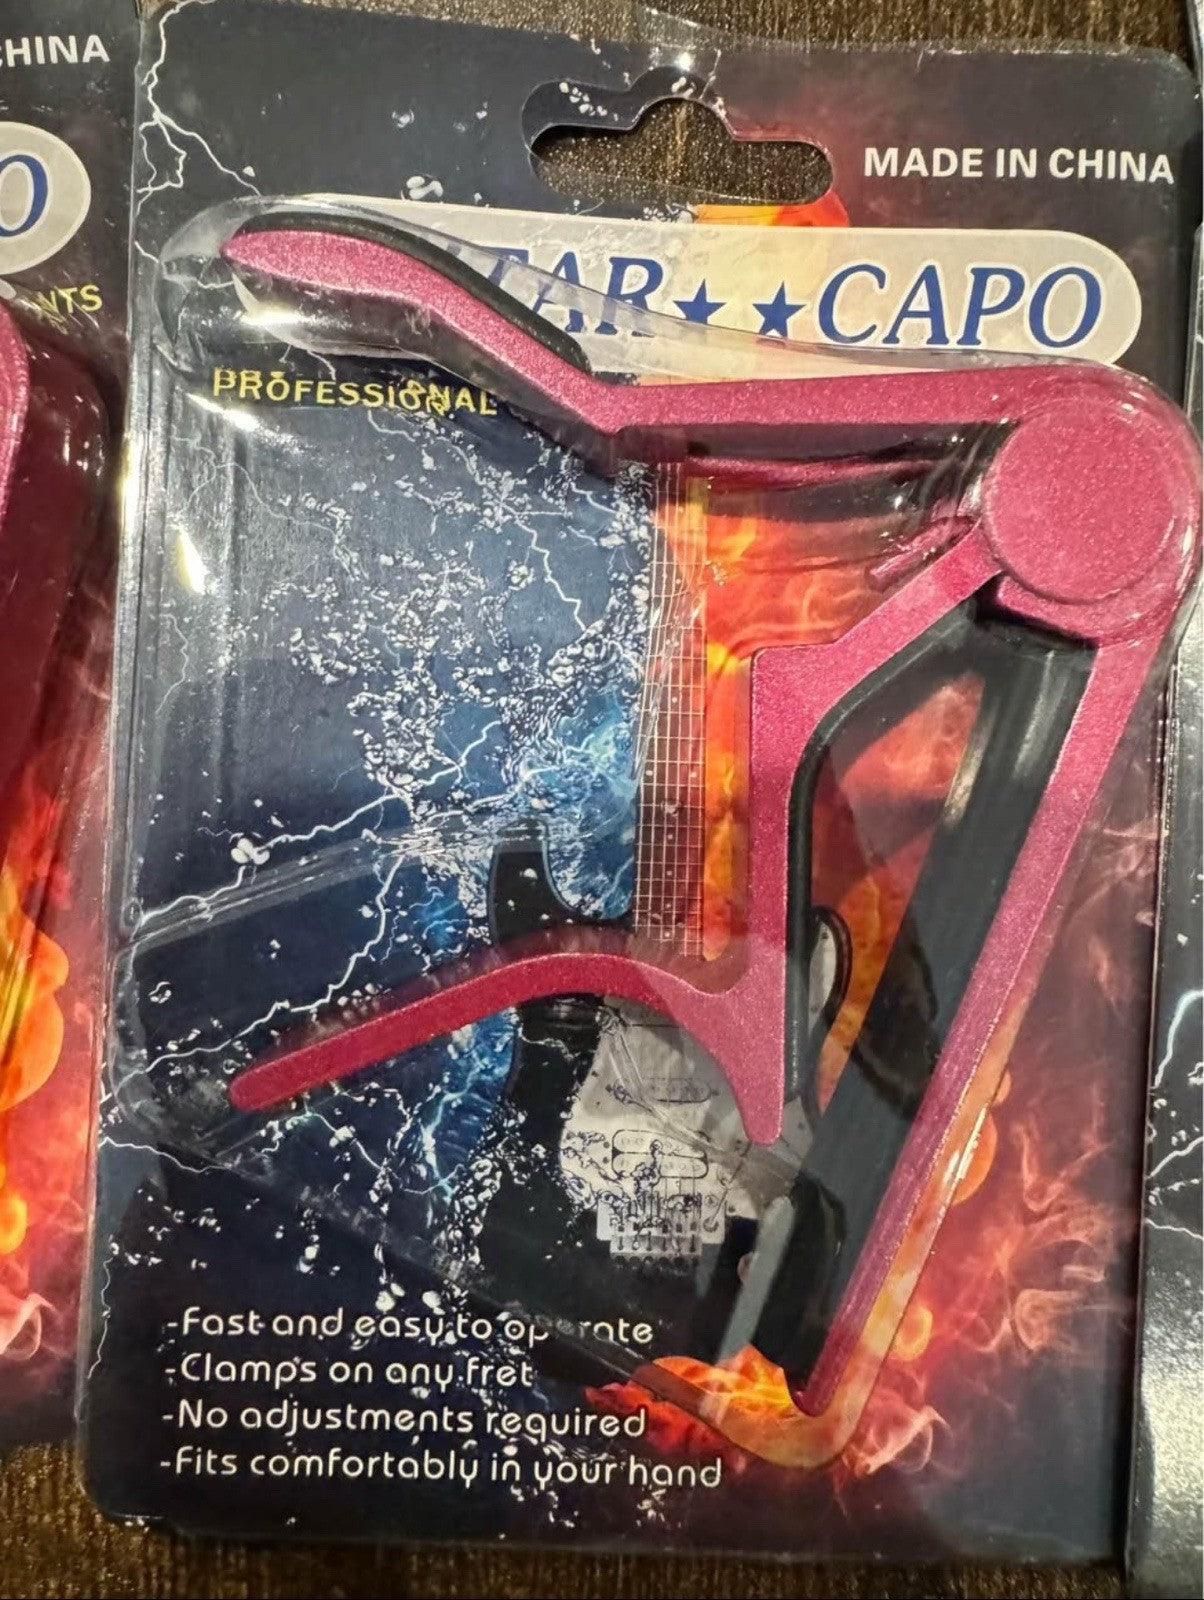 CHINA
MADE IN CHINA
TAR★★CAPO
O
NTS
PROFESSIONAL
-Fast and easy to operate
-Clamps on any fret
-No adjustments required
-Fits comfortably in your hand